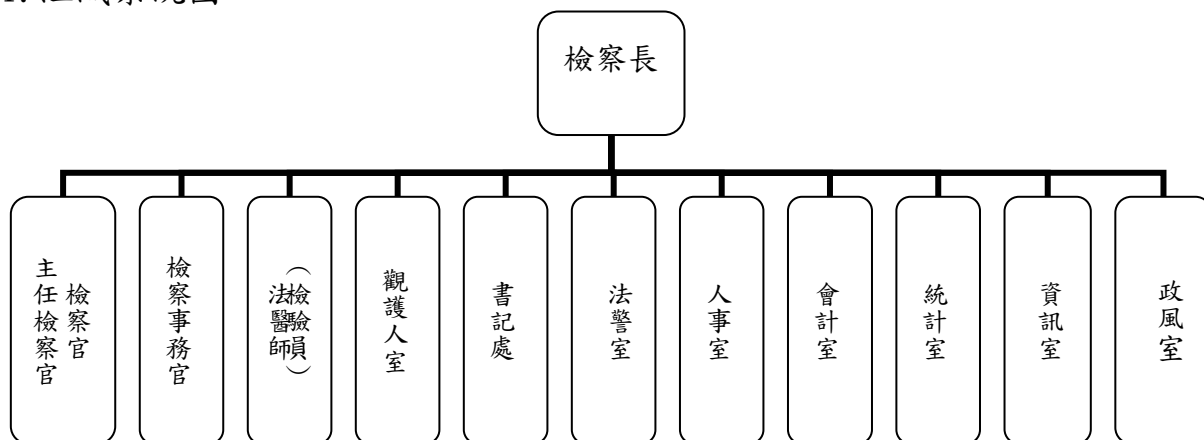 檢察長
主任檢察官
檢察官
檢察事務官
法醫師
（檢驗員）
觀護人室
書記處
法警室
人事室
會計室
統計室
資訊室
政風室